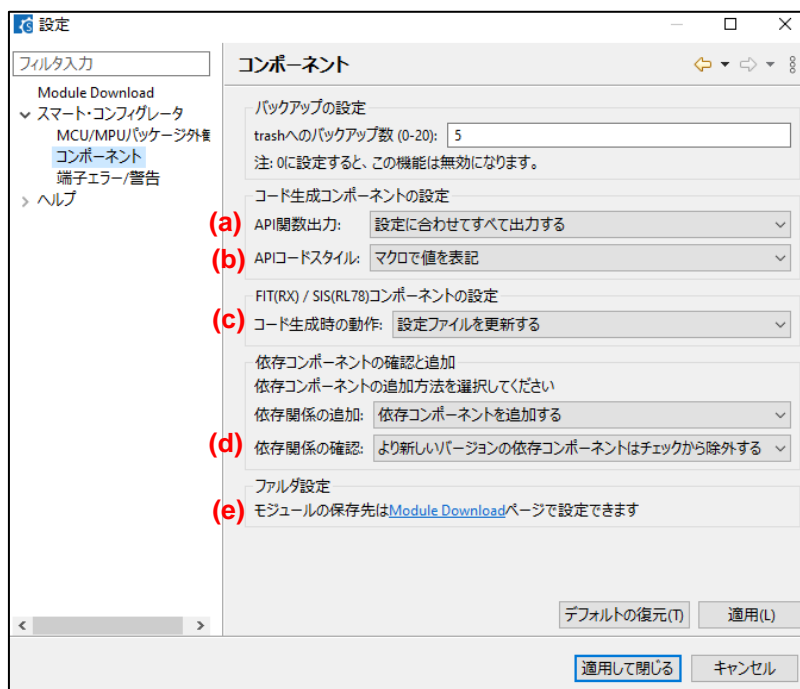 設定
フィルタ入力
Module Download
スマート・コンフィグレータ
MCU/MPUパッケージ外
コンポーネント
端子エラー/警告
ヘルプ
コンポーネント
バックアップの設定
trashへのバックアップ数 (0-20): 5
注: 0に設定すると、この機能は無効になります。
コード生成コンポーネントの設定
(a) API関数出力: 設定に合わせてすべて出力する
(b) APIコードスタイル: マクロで値を表記
FIT(RX) / SIS(RL78)コンポーネントの設定
(c) コード生成時の動作: 設定ファイルを更新する
依存コンポーネントの確認と追加
依存コンポーネントの追加方法を選択してください
依存関係の追加: 依存コンポーネントを追加する
(d) 依存関係の確認: より新しいバージョンの依存コンポーネントはチェックから除外する
ファルダ設定
(e) モジュールの保存先はModule Downloadページで設定できます
デフォルトの復元(T) 適用(L)
適用して閉じる キャンセル